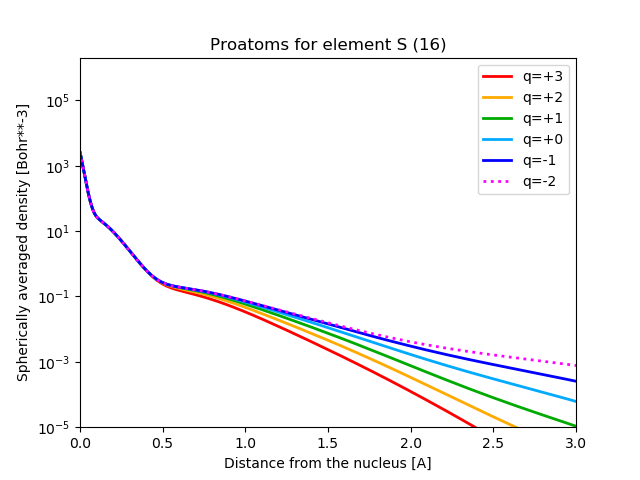 Proatoms for element S (16)
Spherically averaged density [Bohr**-3]
10^5
10^3
10^1
10^−1
10^−3
10^−5
q=+3
q=+2
q=+1
q=+0
q=-1
q=-2
0.0 0.5 1.0 1.5 2.0 2.5 3.0
Distance from the nucleus [A]